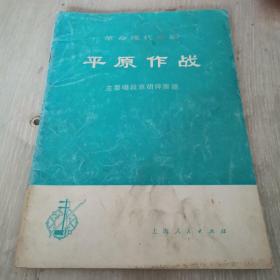 革命现代京剧
平原作战
主要唱段京胡伴奏谱
上海人民出版社